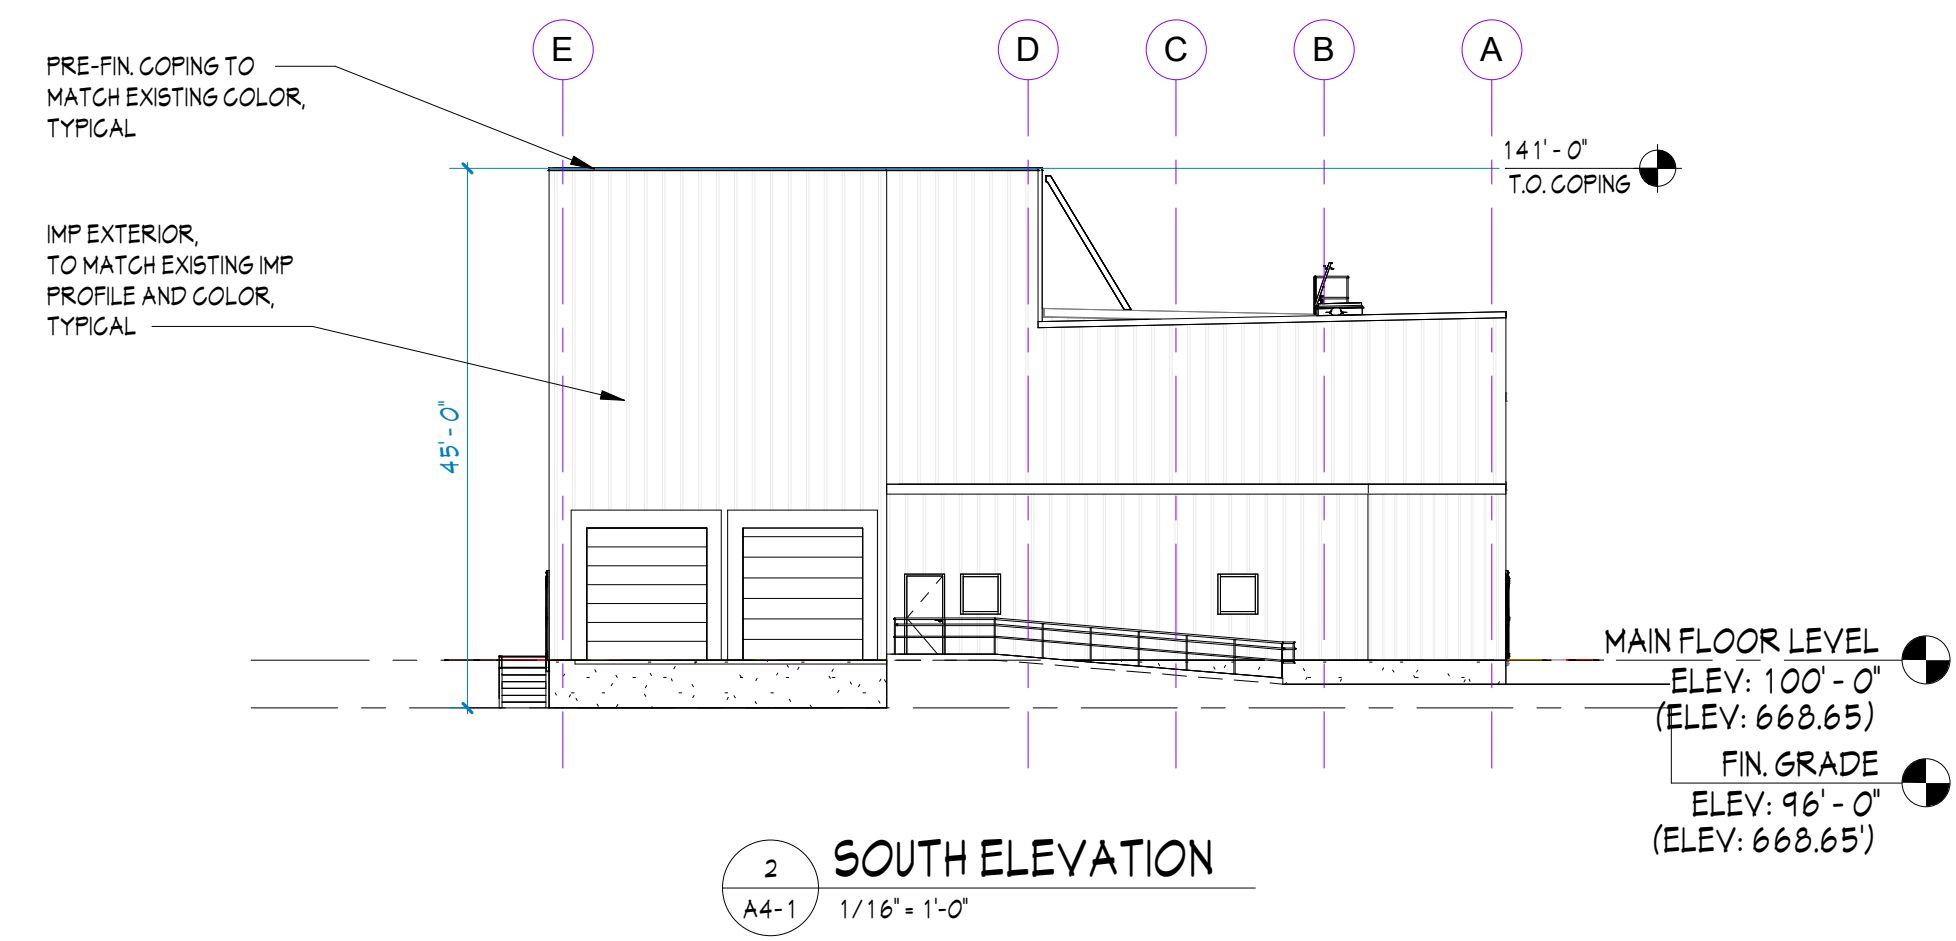 E
D
C
B
A
PRE-FIN. COPING TO
MATCH EXISTING COLOR,
TYPICAL
141'-0"
T.O. COPING
IMP EXTERIOR,
TO MATCH EXISTING IMP
PROFILE AND COLOR,
TYPICAL
45'-0"
MAIN FLOOR LEVEL
ELEV: 100'-0"
(ELEV: 668.65)
FIN. GRADE
ELEV: 96'-0"
(ELEV: 668.65')
2
A4-1
SOUTH ELEVATION
1/16" = 1'-0"